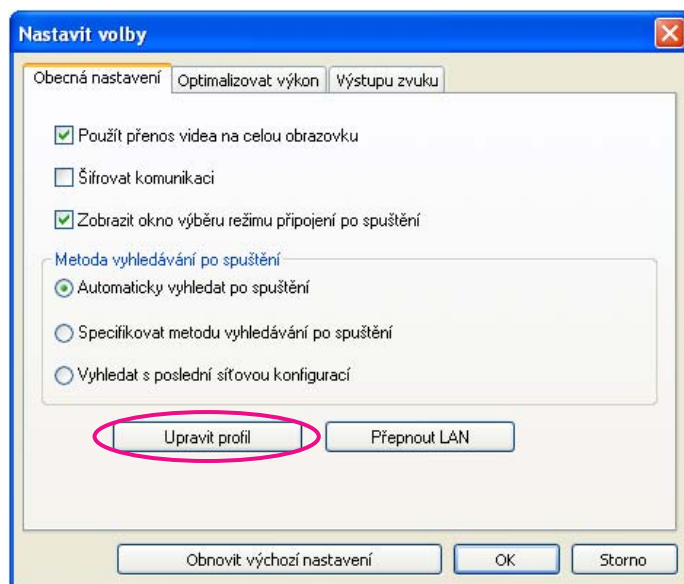 Nastavit volby
Obecná nastavení Optimalizovat výkon Výstupu zvuku
Použít přenos videa na celou obrazovku
Šifrovat komunikaci
Zobrazit okno výběru režimu připojení po spuštění
Metoda vyhledávání po spuštění
Automaticky vyhledat po spuštění
Specifikovat metodu vyhledávání po spuštění
Vyhledat s poslední síťovou konfigurací
Upravit profil Přepnout LAN
Obnovit výchozí nastavení OK Storno